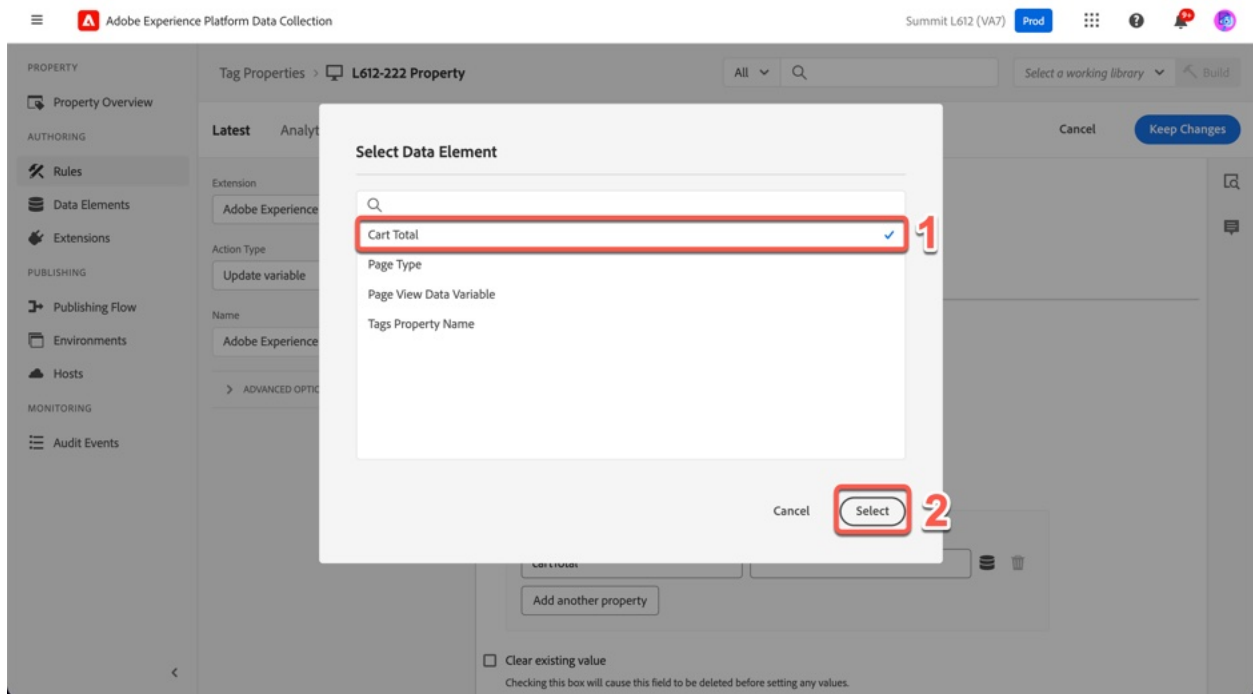 Adobe Experience Platform Data Collection
Summit L612 (VA7) Prod 9+
PROPERTY
Tag Properties > L612-222 Property
All
Select a working library
Build
Property Overview
AUTHORING
Latest
Analyt
Cancel
Keep Changes
Rules
Data Elements
Extensions
PUBLISHING
Publishing Flow
Environments
Hosts
MONITORING
Audit Events
Extension
Adobe Experience
Action Type
Update variable
Name
Adobe Experience
ADVANCED OPTIO
Select Data Element
Cart Total
1
Page Type
Page View Data Variable
Tags Property Name
Cancel
Select
2
cartTotal
Add another property
Clear existing value
Checking this box will cause this field to be deleted before setting any values.